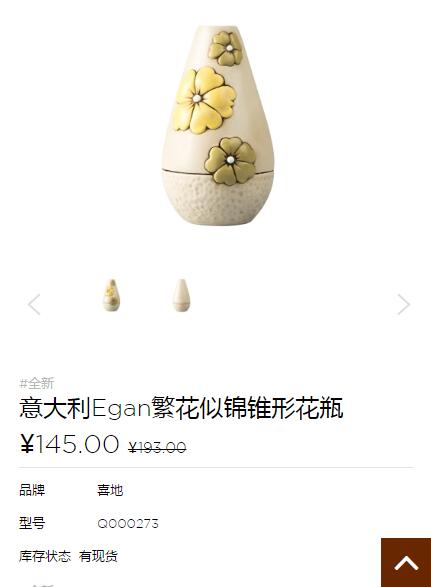 #全新
意大利Egan繁花似锦锥形花瓶
¥145.00 ¥193.00
品牌 喜地
型号 Q000273
库存状态 有现货